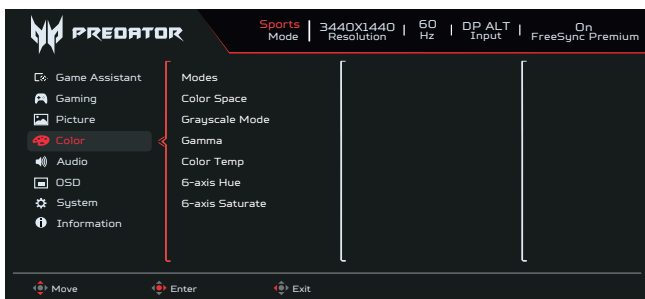 PREDATOR
Sports Mode
3440X1440 Resolution
60 Hz
DP ALT Input
On FreeSync Premium
Game Assistant
Gaming
Picture
Color
Audio
OSD
System
Information
Modes
Color Space
Grayscale Mode
Gamma
Color Temp
6-axis Hue
6-axis Saturate
Move
Enter
Exit